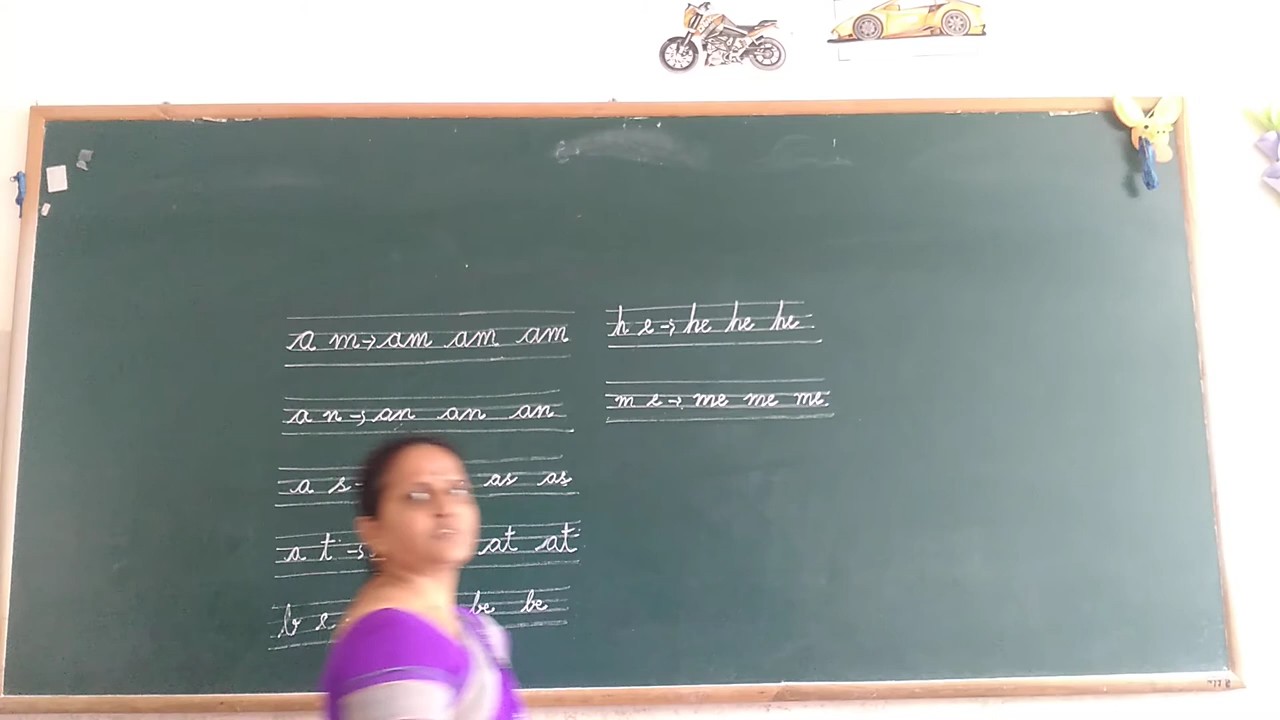 a m → am am am
a n → an an an
a s → as as
a t → at at
b e be be
h e → he he he
m e → me me me